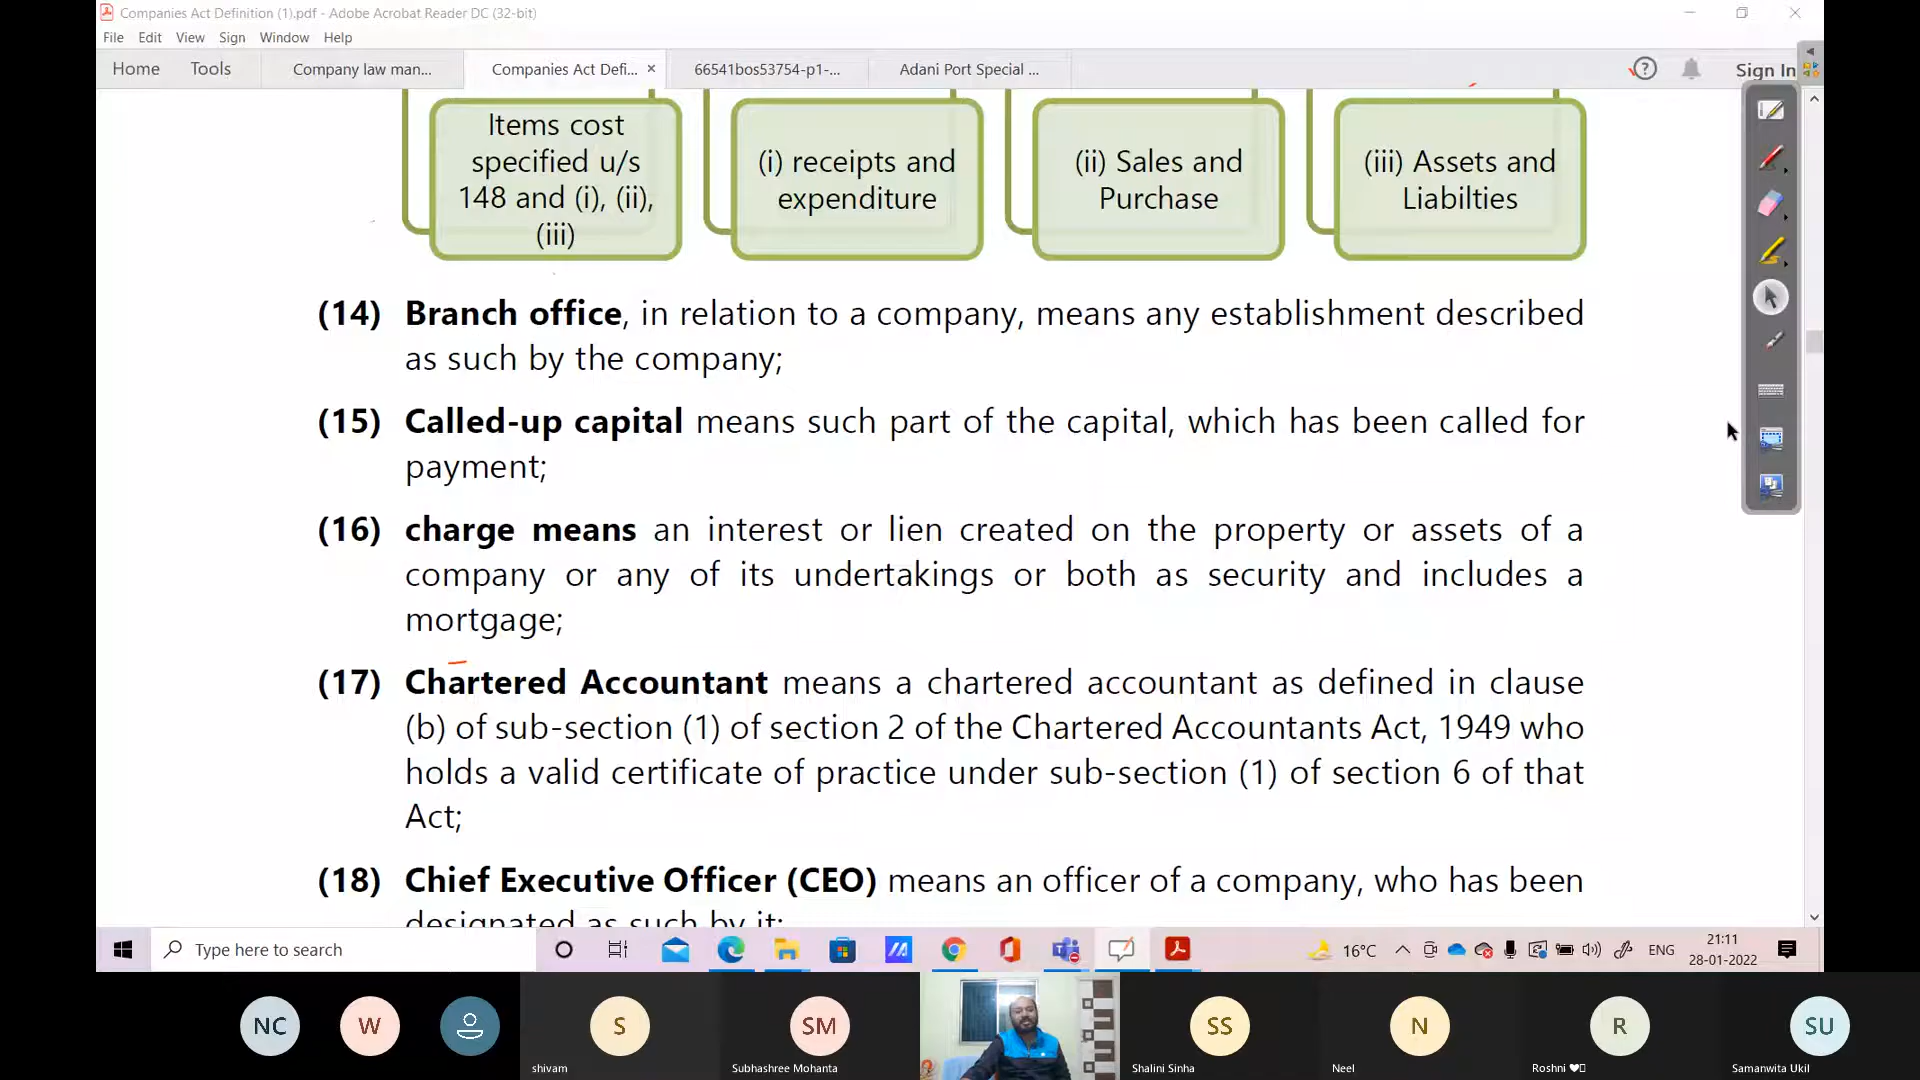 Companies Act Definition (1).pdf - Adobe Acrobat Reader DC (32-bit)
File Edit View Sign Window Help
Home Tools Company law man... Companies Act Defi... × 66541bos53754-p1-... Adani Port Special ... Sign In
Items cost
specified u/s
148 and (i), (ii),
(iii)
(i) receipts and
expenditure
(ii) Sales and
Purchase
(iii) Assets and
Liabilties
(14) Branch office, in relation to a company, means any establishment described
as such by the company;
(15) Called-up capital means such part of the capital, which has been called for
payment;
(16) charge means an interest or lien created on the property or assets of a
company or any of its undertakings or both as security and includes a
mortgage;
(17) Chartered Accountant means a chartered accountant as defined in clause
(b) of sub-section (1) of section 2 of the Chartered Accountants Act, 1949 who
holds a valid certificate of practice under sub-section (1) of section 6 of that
Act;
(18) Chief Executive Officer (CEO) means an officer of a company, who has been
designated as such by it;
Type here to search
16°C ENG
21:11
28-01-2022
NC W S SM SS N R SU
shivam Subhashree Mohanta Shalini Sinha Neel Roshni Samanwita Ukil